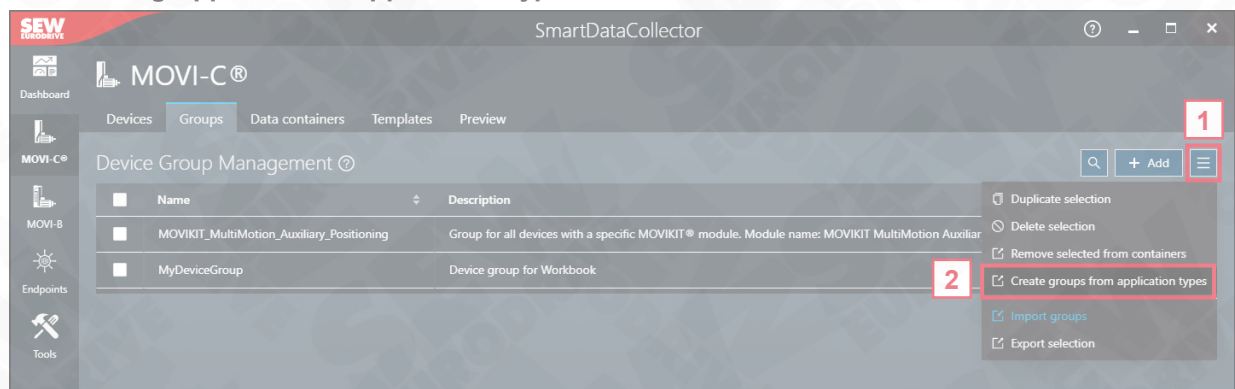 SEW
EURODRIVE
SmartDataCollector
Dashboard
MOVI-C®
Devices Groups Data containers Templates Preview
1
MOVI-C®
Device Group Management
+ Add
Name Description
Duplicate selection
MOVI-B
MOVIKIT_MultiMotion_Auxiliary_Positioning Group for all devices with a specific MOVIKIT® module. Module name: MOVIKIT MultiMotion Auxiliar
Delete selection
Remove selected from containers
MyDeviceGroup Device group for Workbook
2
Create groups from application types
Endpoints
Import groups
Export selection
Tools